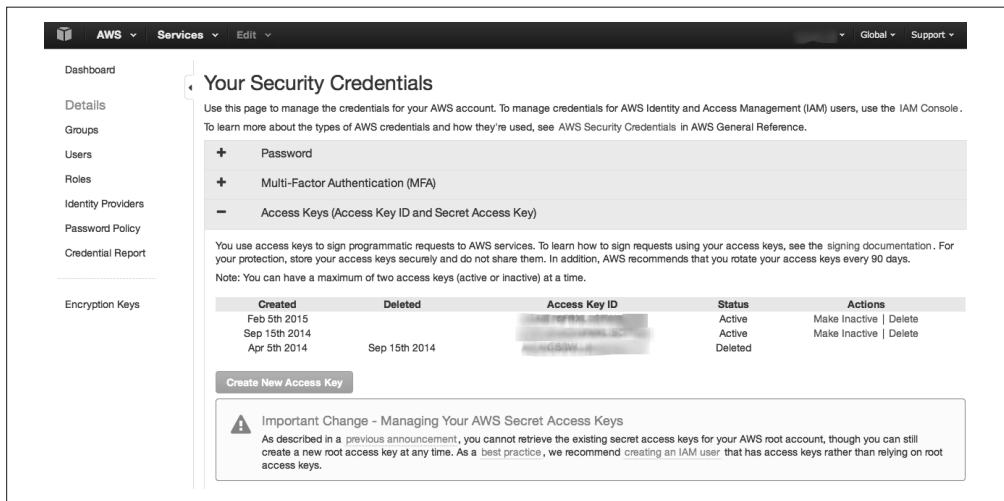 AWS Services Edit Global Support
Dashboard
Details
Groups
Users
Roles
Identity Providers
Password Policy
Credential Report
Encryption Keys
Your Security Credentials
Use this page to manage the credentials for your AWS account. To manage credentials for AWS Identity and Access Management (IAM) users, use the IAM Console.
To learn more about the types of AWS credentials and how they're used, see AWS Security Credentials in AWS General Reference.
+ Password
+ Multi-Factor Authentication (MFA)
− Access Keys (Access Key ID and Secret Access Key)
You use access keys to sign programmatic requests to AWS services. To learn how to sign requests using your access keys, see the signing documentation. For
your protection, store your access keys securely and do not share them. In addition, AWS recommends that you rotate your access keys every 90 days.
Note: You can have a maximum of two access keys (active or inactive) at a time.
Created Deleted Access Key ID Status Actions
Feb 5th 2015 Active Make Inactive | Delete
Sep 15th 2014 Active Make Inactive | Delete
Apr 5th 2014 Sep 15th 2014 Deleted
Create New Access Key
Important Change - Managing Your AWS Secret Access Keys
As described in a previous announcement, you cannot retrieve the existing secret access keys for your AWS root account, though you can still
create a new root access key at any time. As a best practice, we recommend creating an IAM user that has access keys rather than relying on root
access keys.